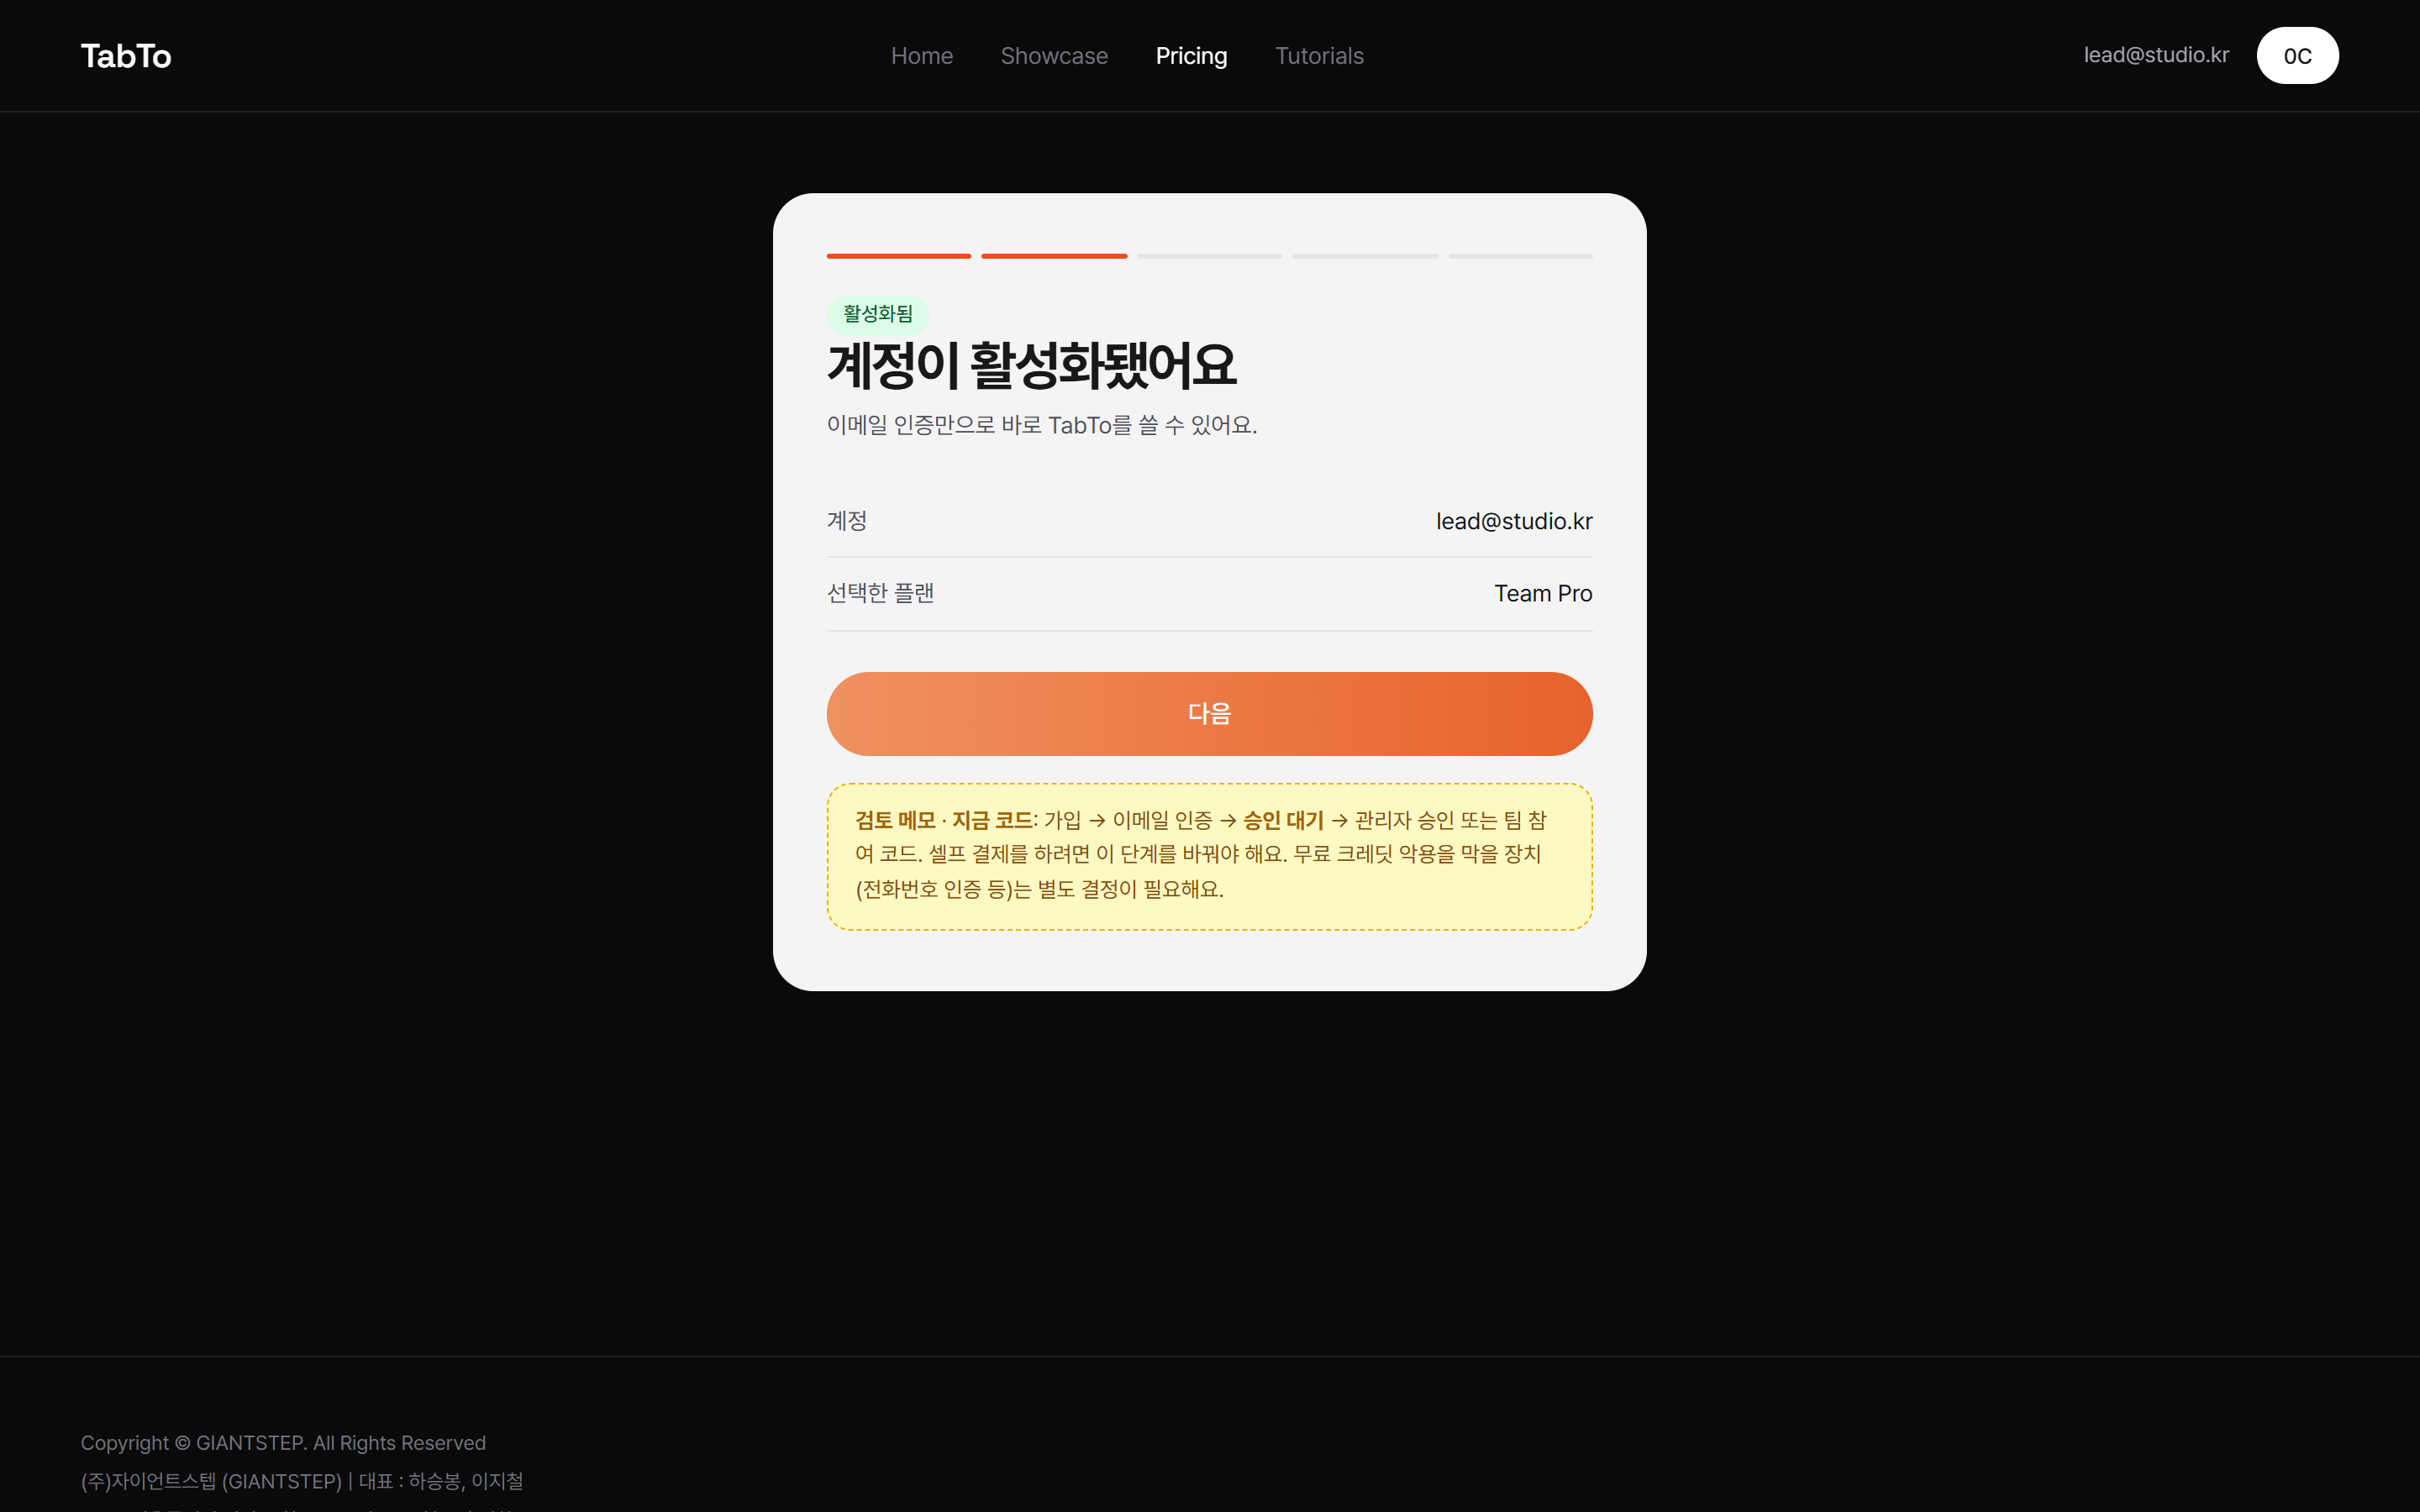 TabTo
Home
Showcase
Pricing
Tutorials
lead@studio.kr
0C
활성화됨
계정이 활성화됐어요
이메일 인증만으로 바로 TabTo를 쓸 수 있어요.
계정
lead@studio.kr
선택한 플랜
Team Pro
다음
검토 메모 · 지금 코드: 가입 → 이메일 인증 → 승인 대기 → 관리자 승인 또는 팀 참
여 코드. 셀프 결제를 하려면 이 단계를 바꿔야 해요. 무료 크레딧 악용을 막을 장치
(전화번호 인증 등)는 별도 결정이 필요해요.
Copyright © GIANTSTEP. All Rights Reserved
(주)자이언트스텝 (GIANTSTEP) | 대표 : 하승봉, 이지철